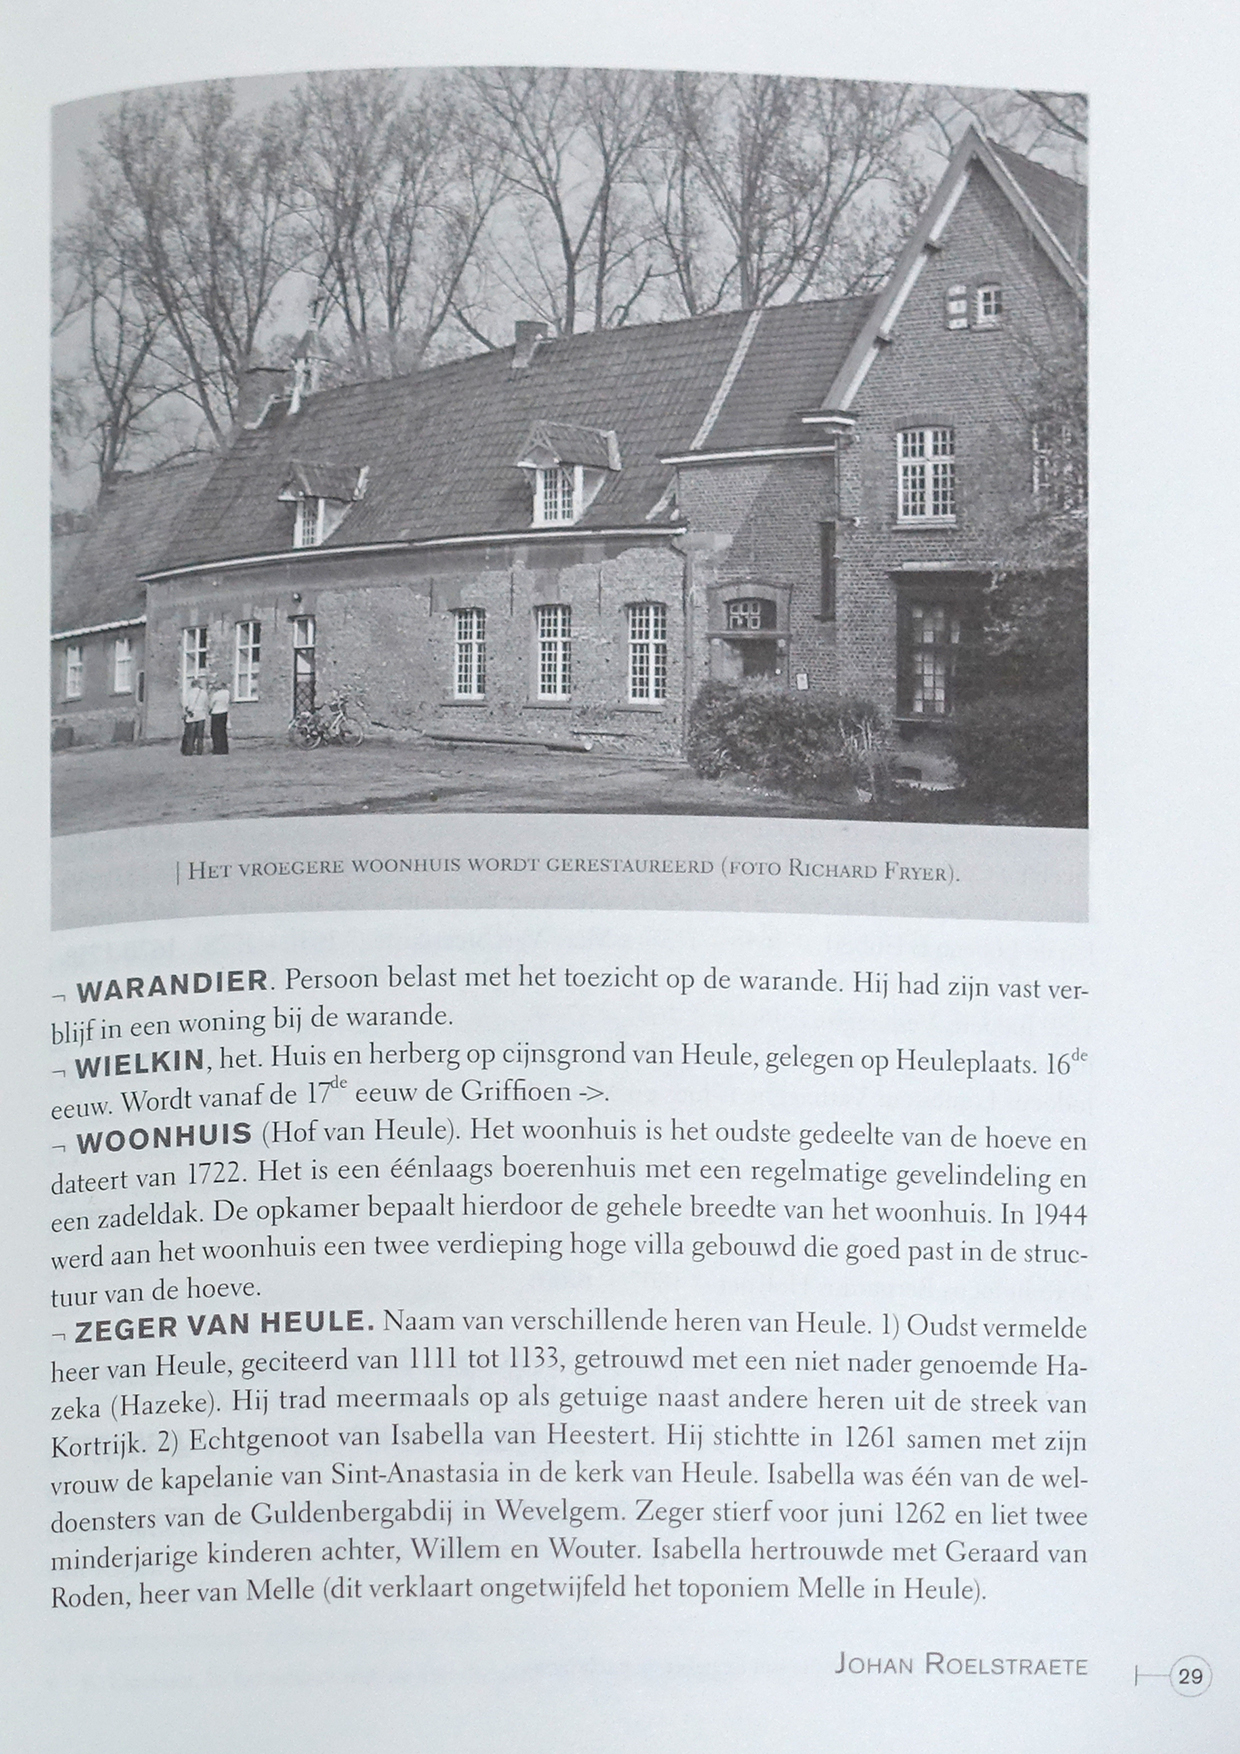 | Het vroegere woonhuis wordt gerestaureerd (foto Richard Fryer).
¬ WARANDIER. Persoon belast met het toezicht op de warande. Hij had zijn vast ver-
blijf in een woning bij de warande.
¬ WIELKIN, het. Huis en herberg op cijnsgrond van Heule, gelegen op Heuleplaats. 16de
eeuw. Wordt vanaf de 17de eeuw de Griffioen ->.
¬ WOONHUIS (Hof van Heule). Het woonhuis is het oudste gedeelte van de hoeve en
dateert van 1722. Het is een éénlaags boerenhuis met een regelmatige gevelindeling en
een zadeldak. De opkamer bepaalt hierdoor de gehele breedte van het woonhuis. In 1944
werd aan het woonhuis een twee verdieping hoge villa gebouwd die goed past in de struc-
tuur van de hoeve.
¬ ZEGER VAN HEULE. Naam van verschillende heren van Heule. 1) Oudst vermelde
heer van Heule, geciteerd van 1111 tot 1133, getrouwd met een niet nader genoemde Ha-
zeka (Hazeke). Hij trad meermaals op als getuige naast andere heren uit de streek van
Kortrijk. 2) Echtgenoot van Isabella van Heestert. Hij stichtte in 1261 samen met zijn
vrouw de kapelanie van Sint-Anastasia in de kerk van Heule. Isabella was één van de wel-
doensters van de Guldenbergabdij in Wevelgem. Zeger stierf voor juni 1262 en liet twee
minderjarige kinderen achter, Willem en Wouter. Isabella hertrouwde met Geraard van
Roden, heer van Melle (dit verklaart ongetwijfeld het toponiem Melle in Heule).
Johan Roelstraete
29